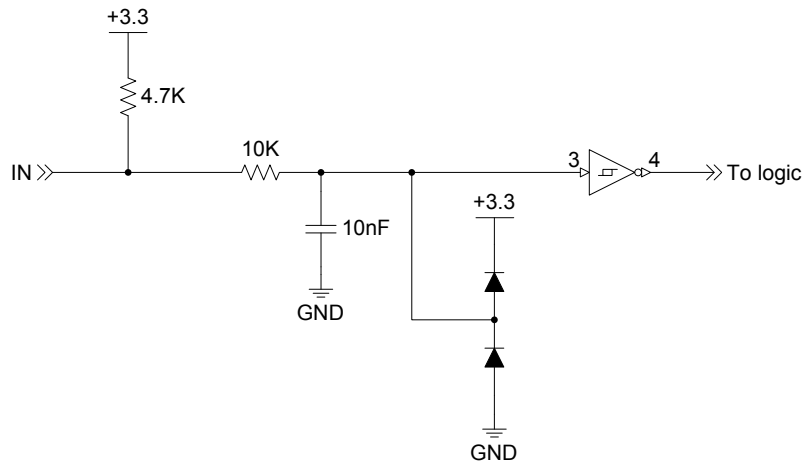 +3.3
4.7K
IN
10K
3
4
To logic
+3.3
10nF
GND
GND